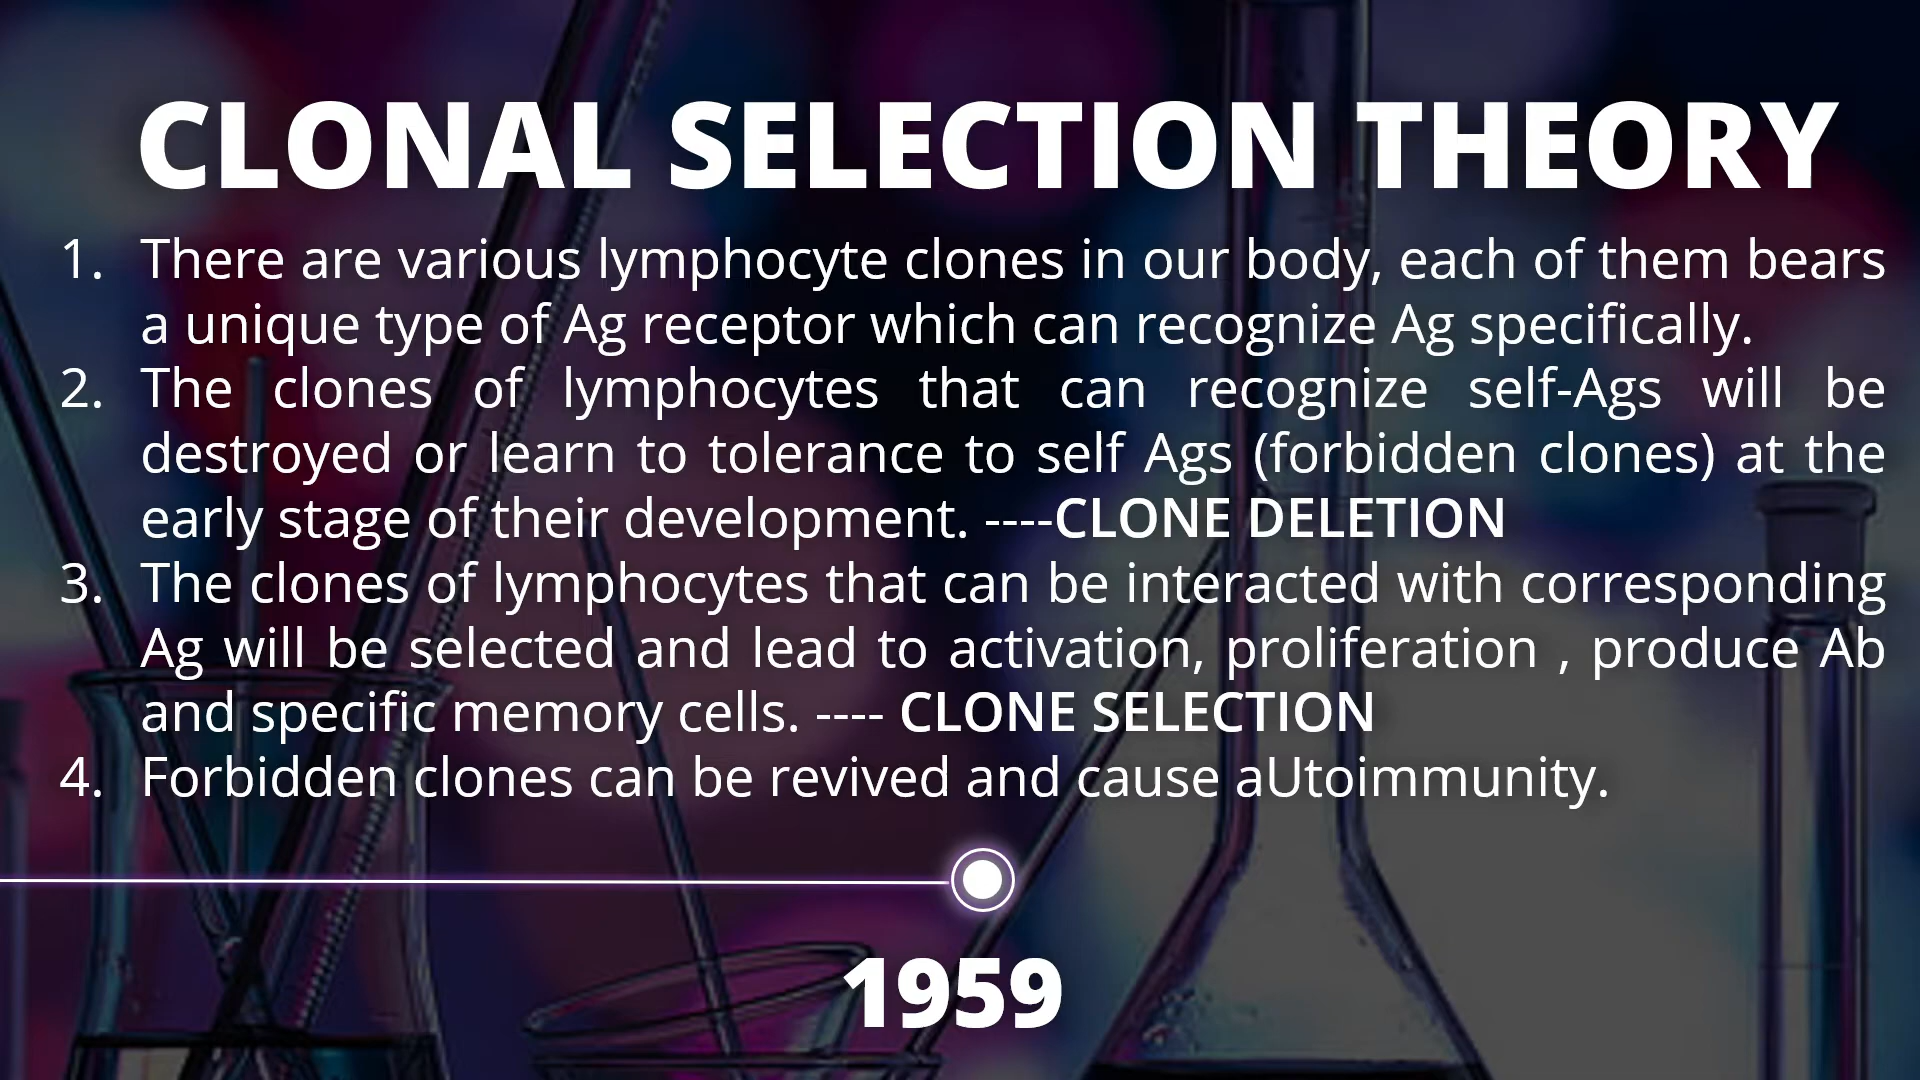 CLONAL SELECTION THEORY
1. There are various lymphocyte clones in our body, each of them bears
a unique type of Ag receptor which can recognize Ag specifically.
2. The clones of lymphocytes that can recognize self-Ags will be
destroyed or learn to tolerance to self Ags (forbidden clones) at the
early stage of their development. ----CLONE DELETION
3. The clones of lymphocytes that can be interacted with corresponding
Ag will be selected and lead to activation, proliferation , produce Ab
and specific memory cells. ---- CLONE SELECTION
4. Forbidden clones can be revived and cause aUtoimmunity.
1959